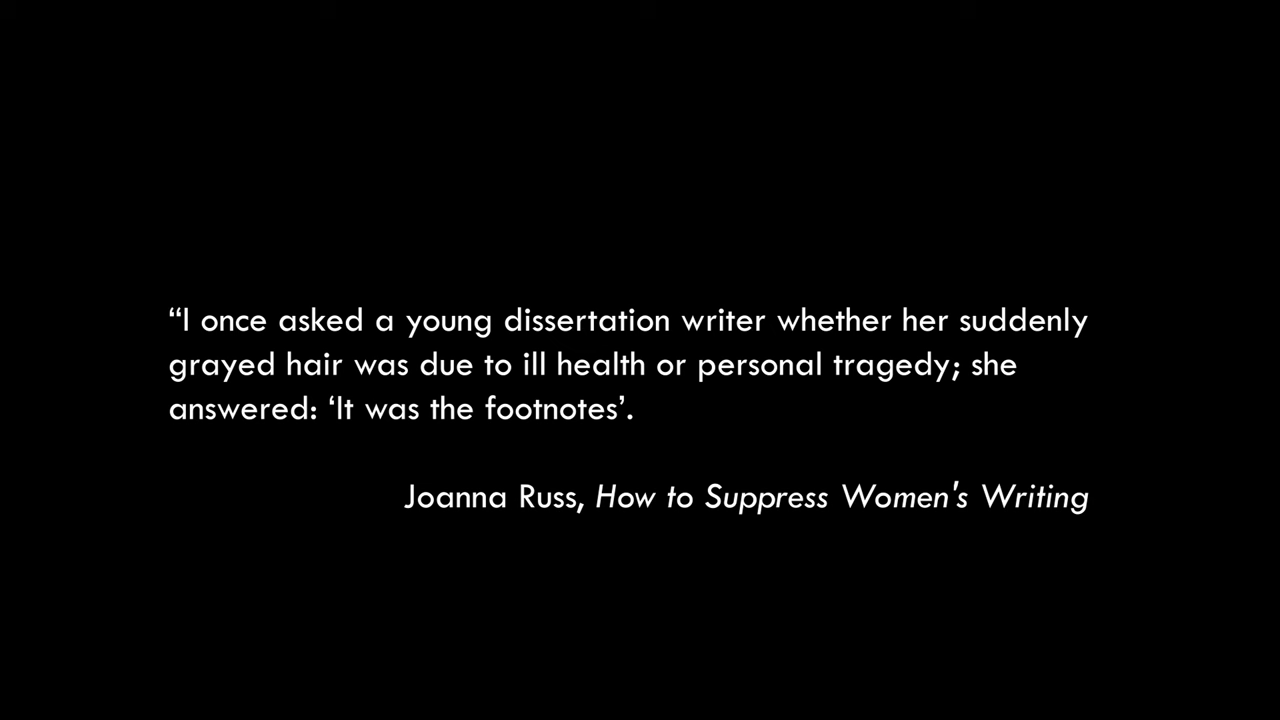 “I once asked a young dissertation writer whether her suddenly
grayed hair was due to ill health or personal tragedy; she
answered: ‘It was the footnotes’.
Joanna Russ, How to Suppress Women's Writing